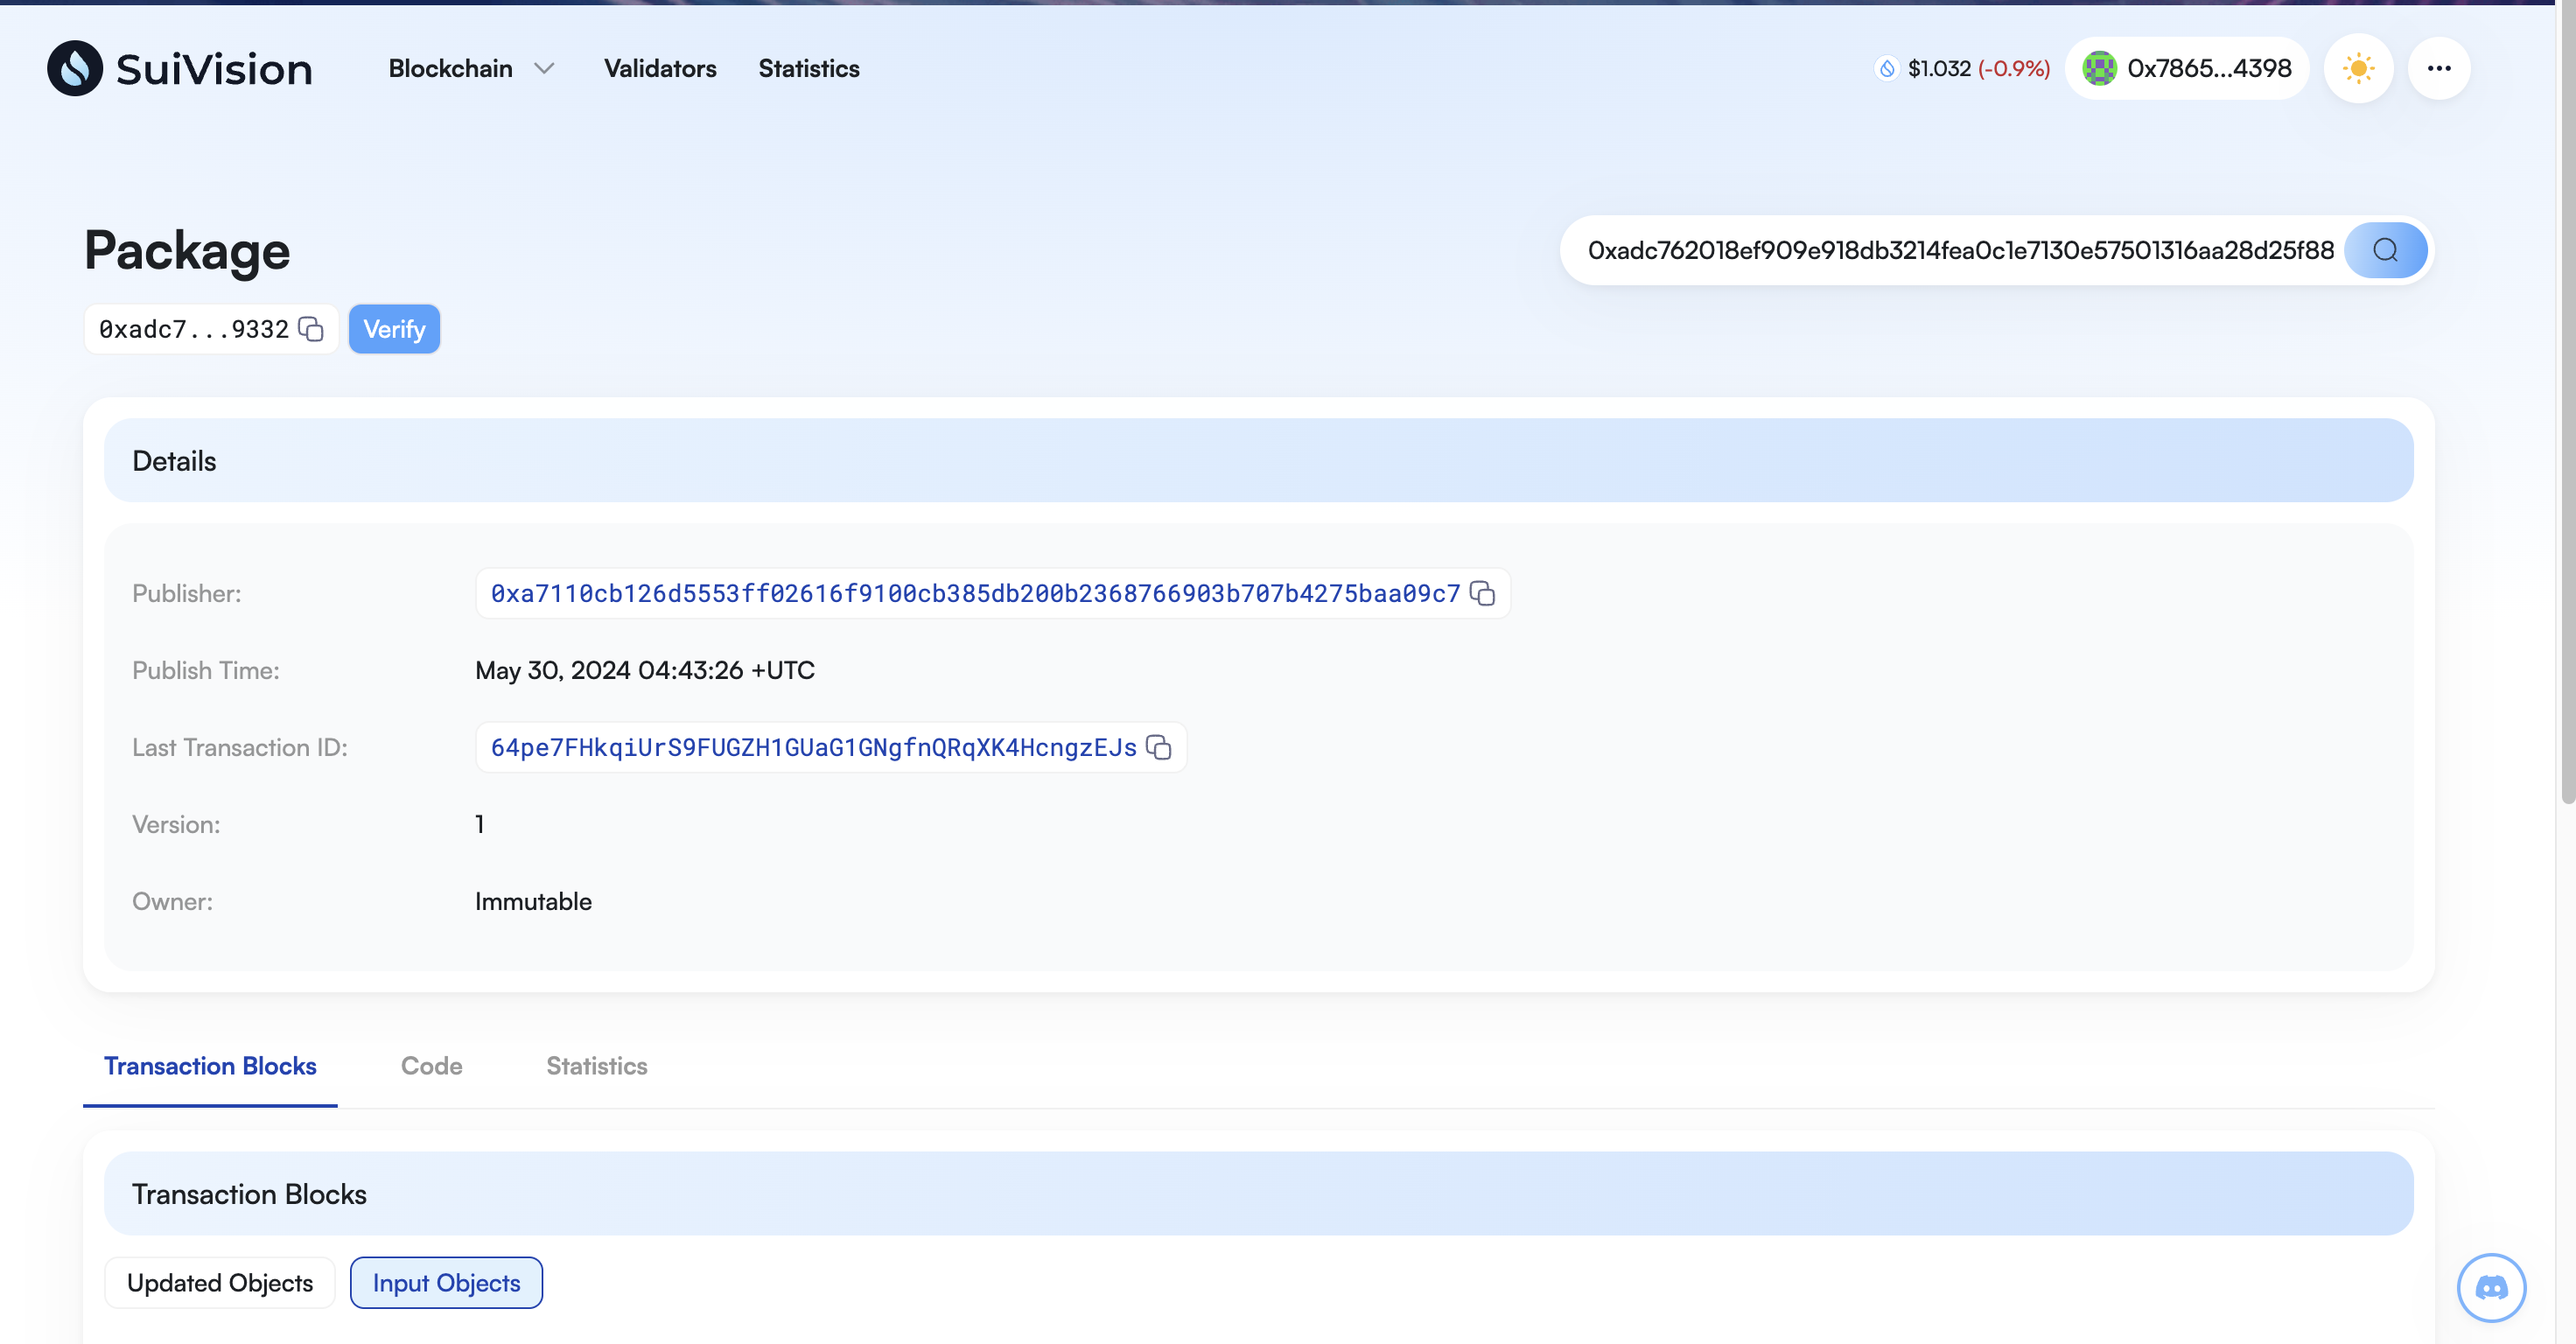 SuiVision
Blockchain
Validators
Statistics
$1.032 (-0.9%)
0x7865...4398
Package
0xadc762018ef909e918db3214fea0c1e7130e57501316aa28d25f88
0xadc7...9332
Verify
Details
Publisher: 0xa7110cb126d5553ff02616f9100cb385db200b2368766903b707b4275baa09c7
Publish Time: May 30, 2024 04:43:26 +UTC
Last Transaction ID: 64pe7FHkqiUrS9FUGZH1GUaG1GNgfnQRqXK4HcngzEJs
Version: 1
Owner: Immutable
Transaction Blocks
Code
Statistics
Transaction Blocks
Updated Objects
Input Objects